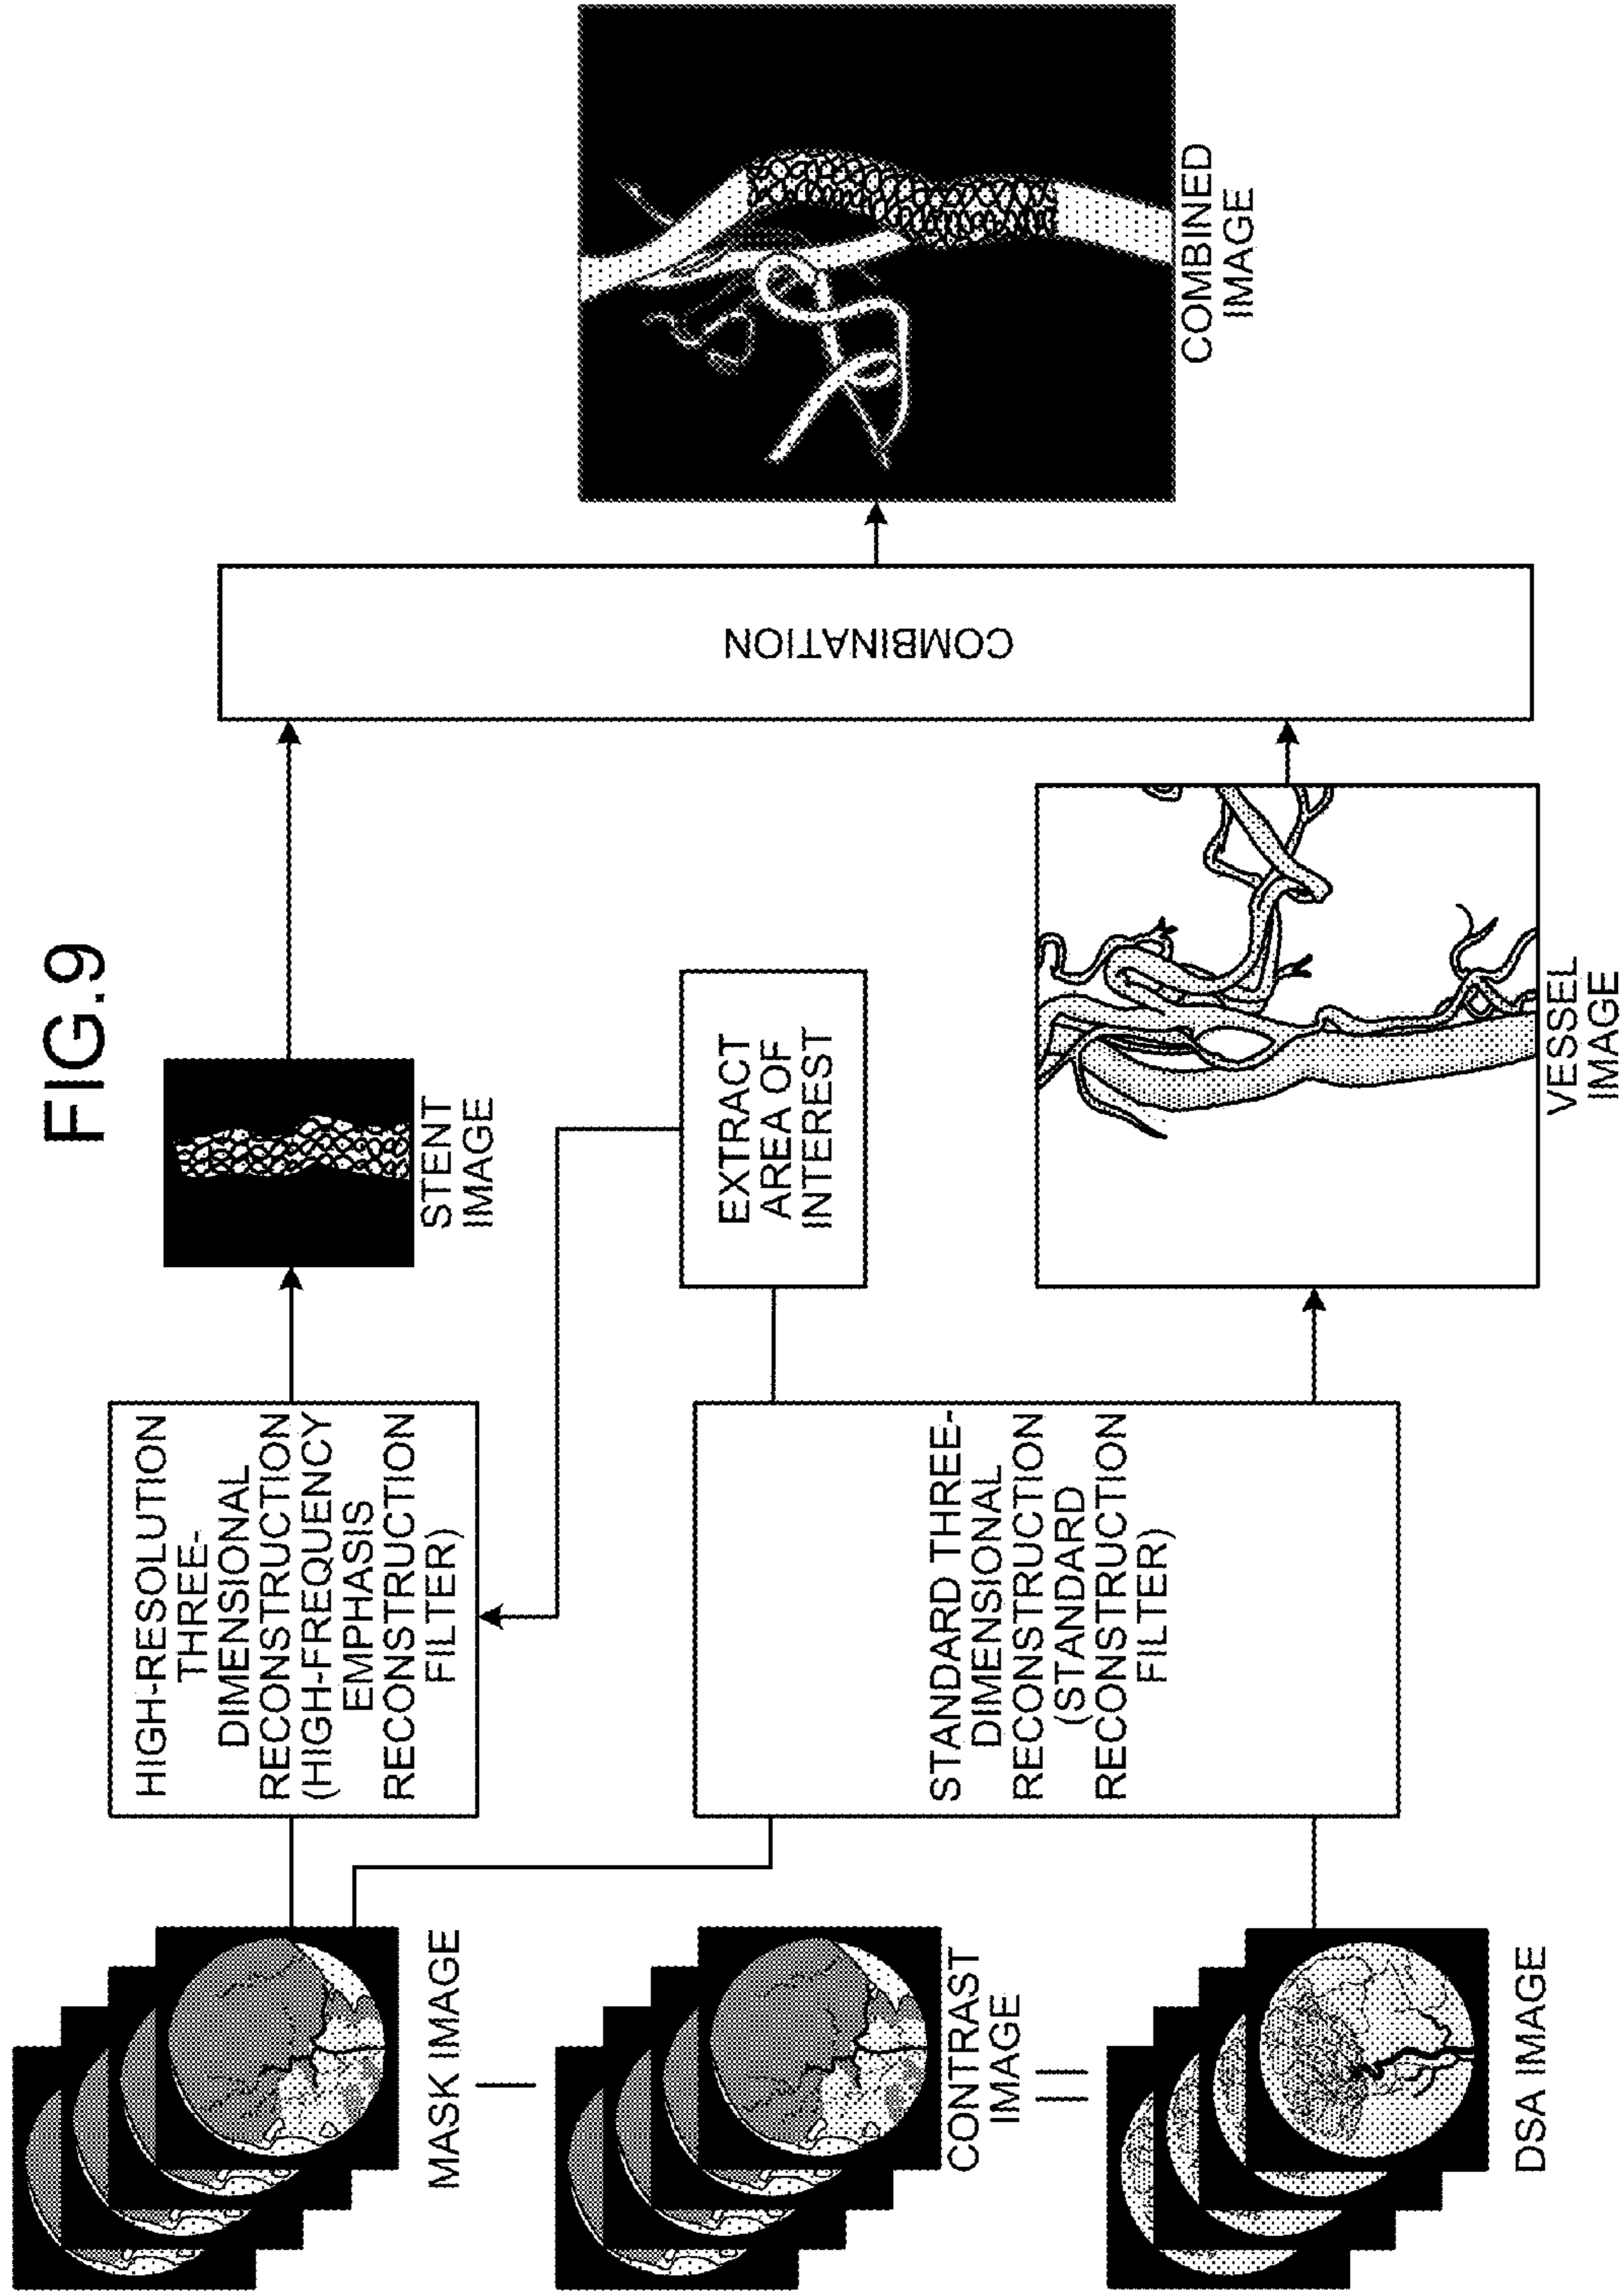 FIG.9
MASK IMAGE
—
CONTRAST
IMAGE
=
DSA IMAGE
HIGH-RESOLUTION
THREE-
DIMENSIONAL
RECONSTRUCTION
(HIGH-FREQUENCY
EMPHASIS
RECONSTRUCTION
FILTER)
STANDARD THREE-
DIMENSIONAL
RECONSTRUCTION
(STANDARD
RECONSTRUCTION
FILTER)
STENT
IMAGE
EXTRACT
AREA OF
INTEREST
VESSEL
IMAGE
COMBINATION
COMBINED
IMAGE